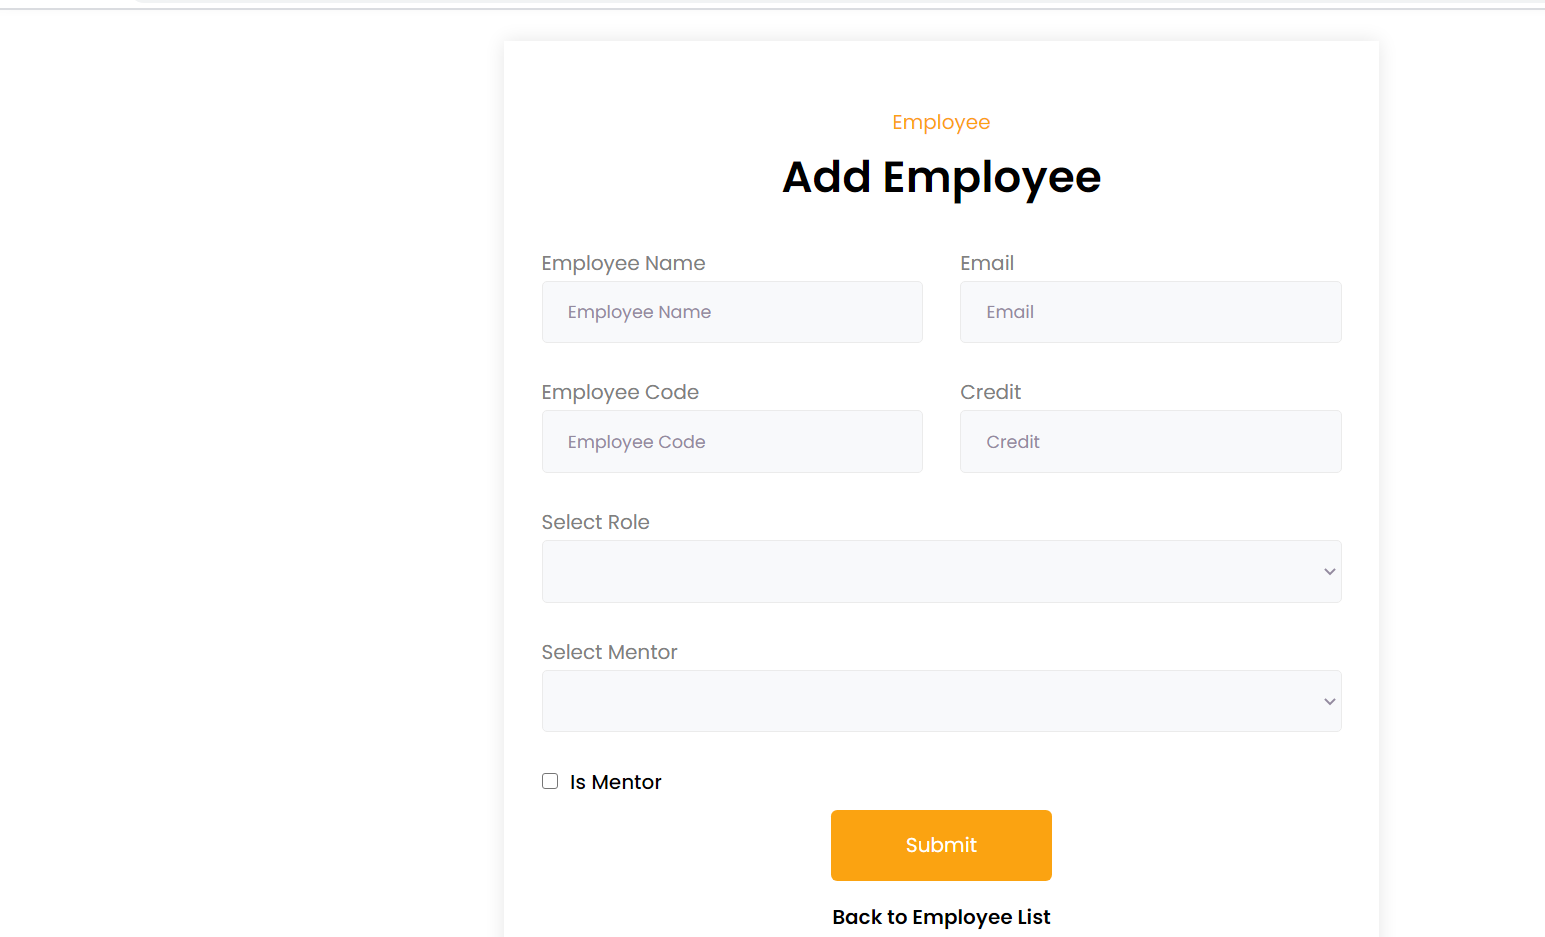 Employee
Add Employee
Employee Name
Email
Employee Name
Email
Employee Code
Credit
Employee Code
Credit
Select Role
Select Mentor
Is Mentor
Submit
Back to Employee List